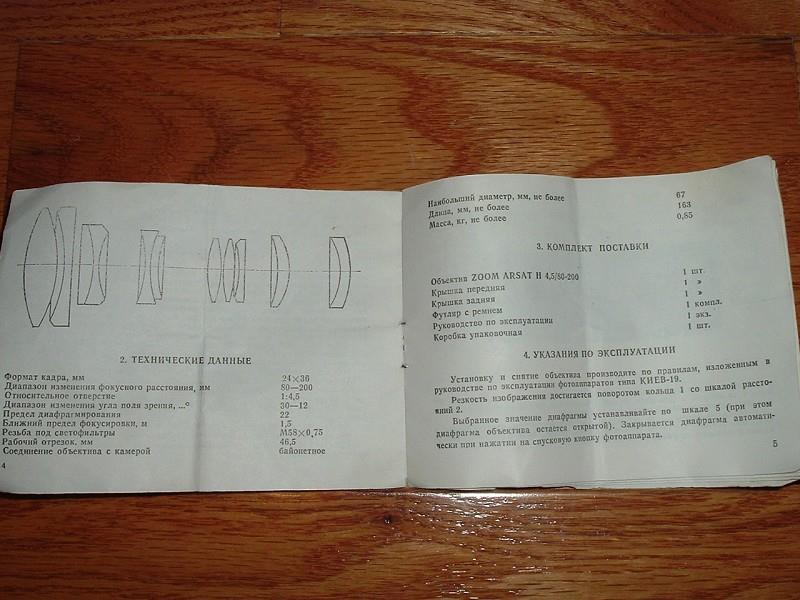 2. ТЕХНИЧЕСКИЕ ДАННЫЕ
Формат кадра, мм 24×36
Диапазон изменения фокусного расстояния, мм 80—200
Относительное отверстие 1:4,5
Диапазон изменения угла поля зрения, ...° 30—12
Предел диафрагмирования 22
Ближний предел фокусировки, м 1,5
Резьба под светофильтры М58×0,75
Рабочий отрезок, мм 46,5
Соединение объектива с камерой байонетное
4
Наибольший диаметр, мм, не более 67
Длина, мм, не более 163
Масса, кг, не более 0,85
3. КОМПЛЕКТ ПОСТАВКИ
Объектив ZOOM ARSAT H 4,5/80-200 1 шт.
Крышка передняя 1 »
Крышка задняя 1 »
Футляр с ремнем 1 компл.
Руководство по эксплуатации 1 экз.
Коробка упаковочная 1 шт.
4. УКАЗАНИЯ ПО ЭКСПЛУАТАЦИИ
Установку и снятие объектива производите по правилам, изложенным в
руководстве по эксплуатации фотоаппаратов типа КИЕВ-19.
Резкость изображения достигается поворотом кольца 1 со шкалой расстоя-
яний 2.
Выбранное значение диафрагмы устанавливайте по шкале 5 (при этом
диафрагма объектива остается открытой). Закрывается диафрагма автомати-
чески при нажатии на спусковую кнопку фотоаппарата.
5